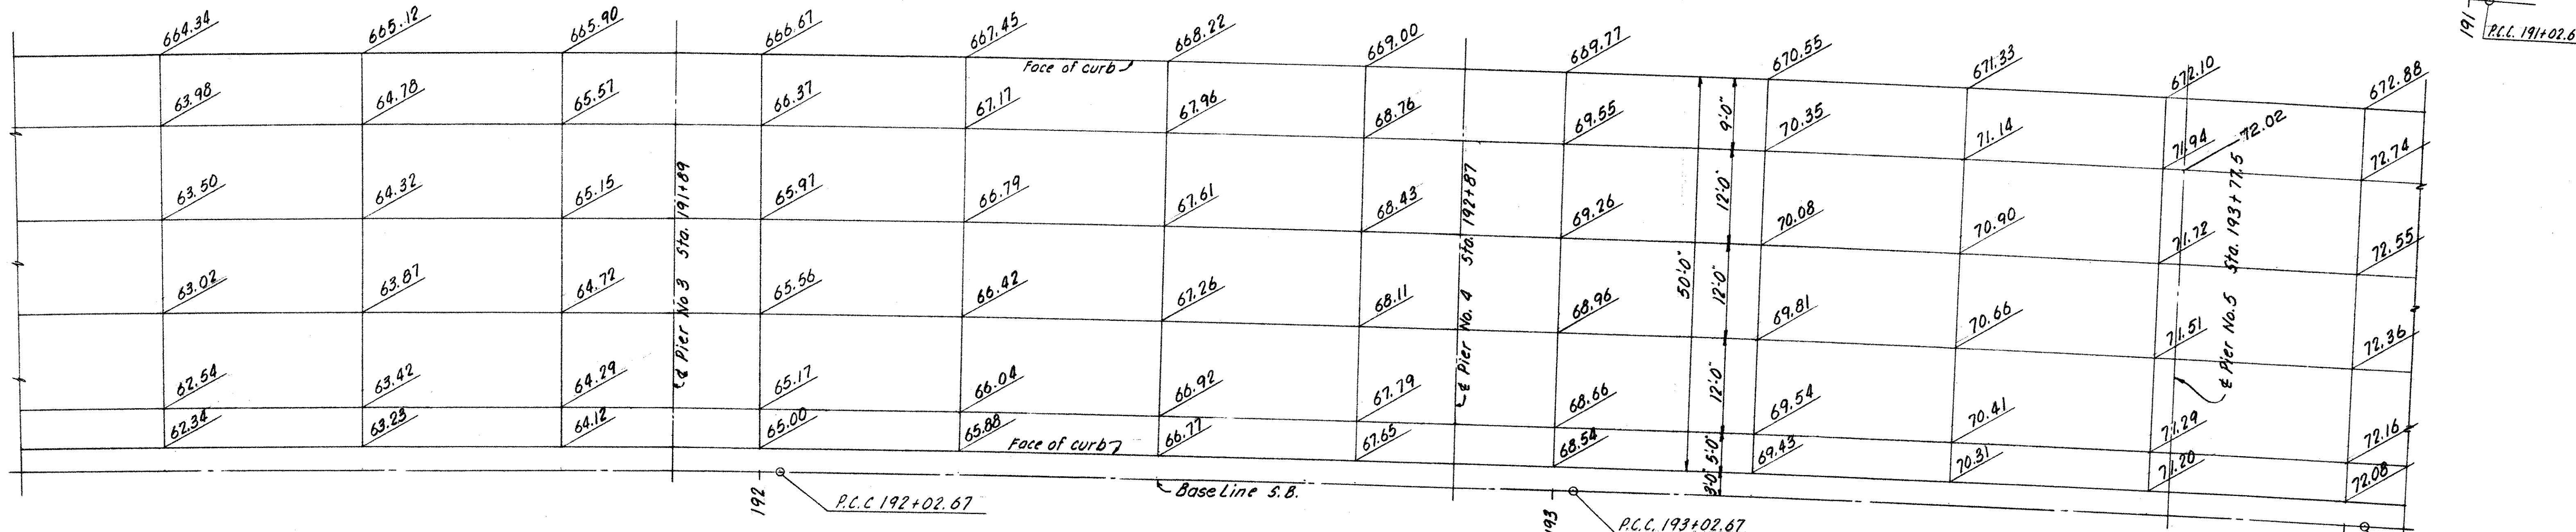 664.34 665.12 665.90 666.67 667.45 668.22 669.00 669.77 670.55 671.33 672.10 672.88
Face of curb
63.98 64.78 65.57 66.37 67.17 67.96 68.76 69.55 70.35 71.14 71.94 72.02 72.74
63.50 64.32 65.15 65.97 66.79 67.61 68.43 69.26 70.08 70.90 71.72 72.55
63.02 63.87 64.72 65.56 66.42 67.26 68.11 68.96 69.81 70.66 71.51 72.36
62.54 63.42 64.29 65.17 66.04 66.92 67.79 68.66 69.54 70.41 71.29 72.16
62.34 63.23 64.12 65.00 65.88 66.77 67.65 68.54 69.43 70.31 71.20 72.08
Face of curb
℄ Pier No 3 Sta. 191+89
℄ Pier No. 4 Sta. 192+87
℄ Pier No. 5 Sta. 193+77.5
50'-0"
9'-0"
12'-0"
12'-0"
12'-0"
5'-0"
3'-0"
Base Line S.B.
192
P.C.C 192+02.67
P.C.C. 193+02.67
191